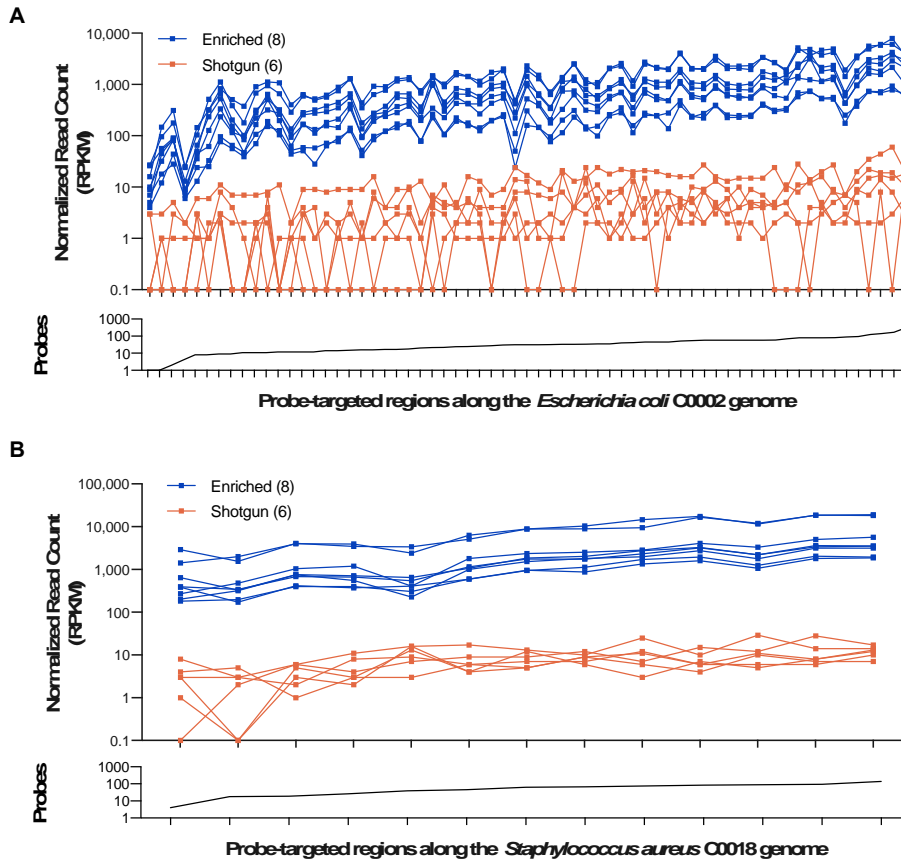 A
10,000
1,000
100
10
1
0.1
Normalized Read Count
(RPKM)
Enriched (8)
Shotgun (6)
1000
100
10
1
Probes
Probe-targeted regions along the Escherichia coli C0002 genome
B
100,000
10,000
1,000
100
10
1
0.1
Normalized Read Count
(RPKM)
Enriched (8)
Shotgun (6)
1000
100
10
1
Probes
Probe-targeted regions along the Staphylococcus aureus C0018 genome